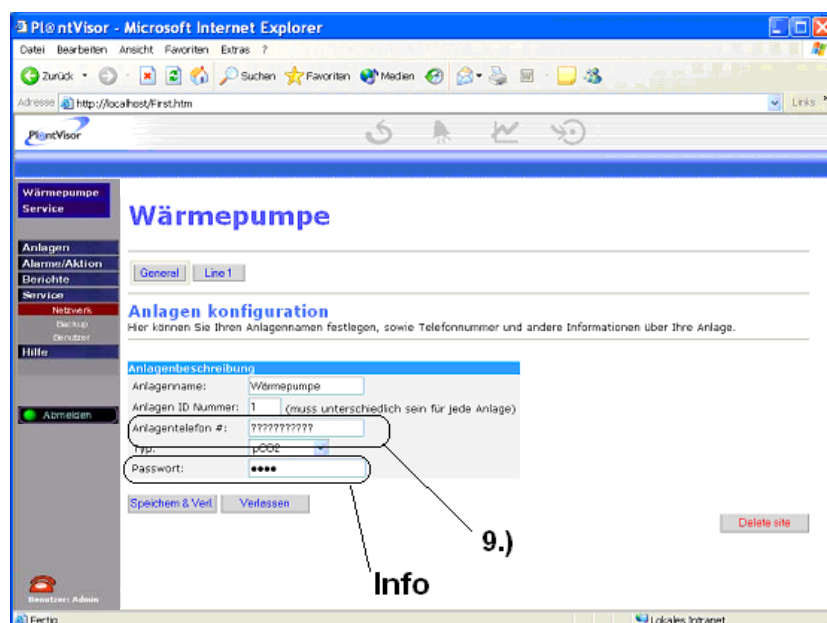 Pl@ntVisor - Microsoft Internet Explorer
Datei Bearbeiten Ansicht Favoriten Extras ?
Zurück Suchen Favoriten Medien
Adresse http://localhost/First.htm Links
Pl@ntVisor
Wärmepumpe
Service
Wärmepumpe
Anlagen
Alarme/Aktion
Berichte
Service
Netzwerk
Backup
Benutzer
Hilfe
Abmelden
General Line 1
Anlagen konfiguration
Hier können Sie Ihren Anlagennamen festlegen, sowie Telefonnummer und andere Informationen über Ihre Anlage.
Anlagenbeschreibung
Anlagenname: Wärmepumpe
Anlagen ID Nummer: 1 (muss unterschiedlich sein für jede Anlage)
Anlagentelefon #: ???????????
Typ: pCO2
Passwort: ●●●●
Speichern & Verl. Verlassen
Delete site
9.)
Info
Benutzer: Admin
Fertig Lokales Intranet